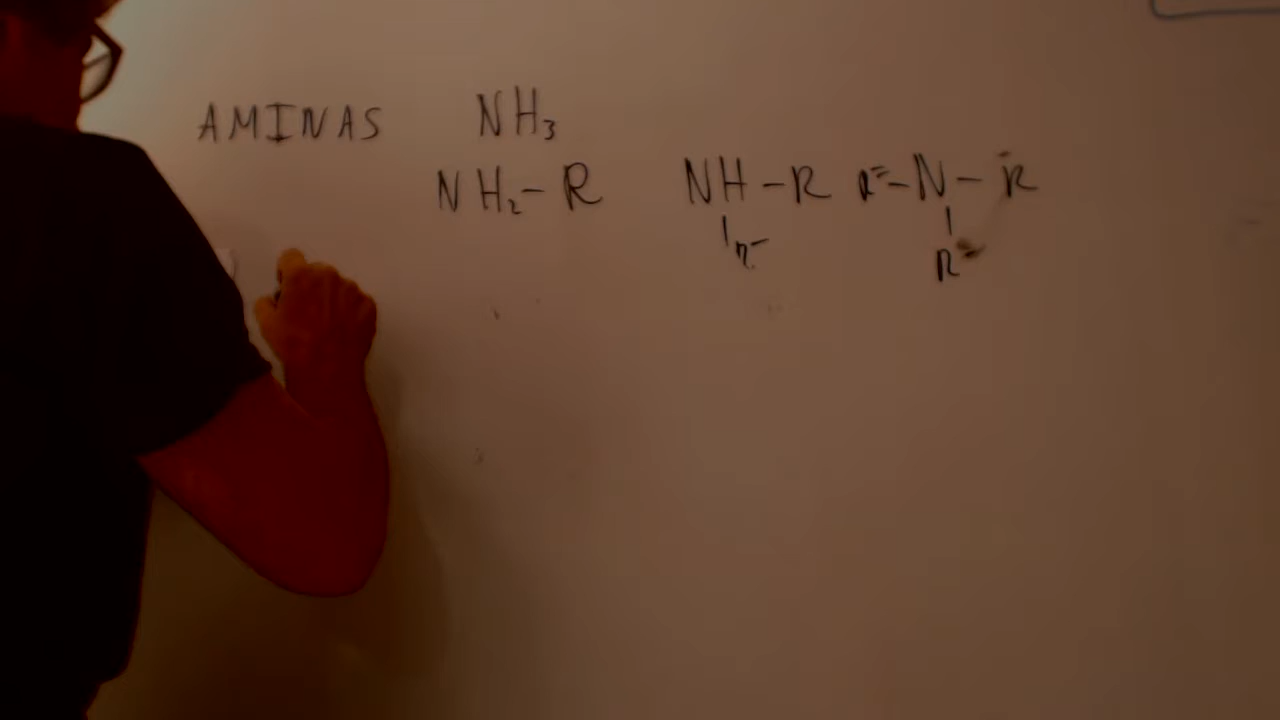 AMINAS NH₃
NH₂-R NH-R R=-N-R
R- R=